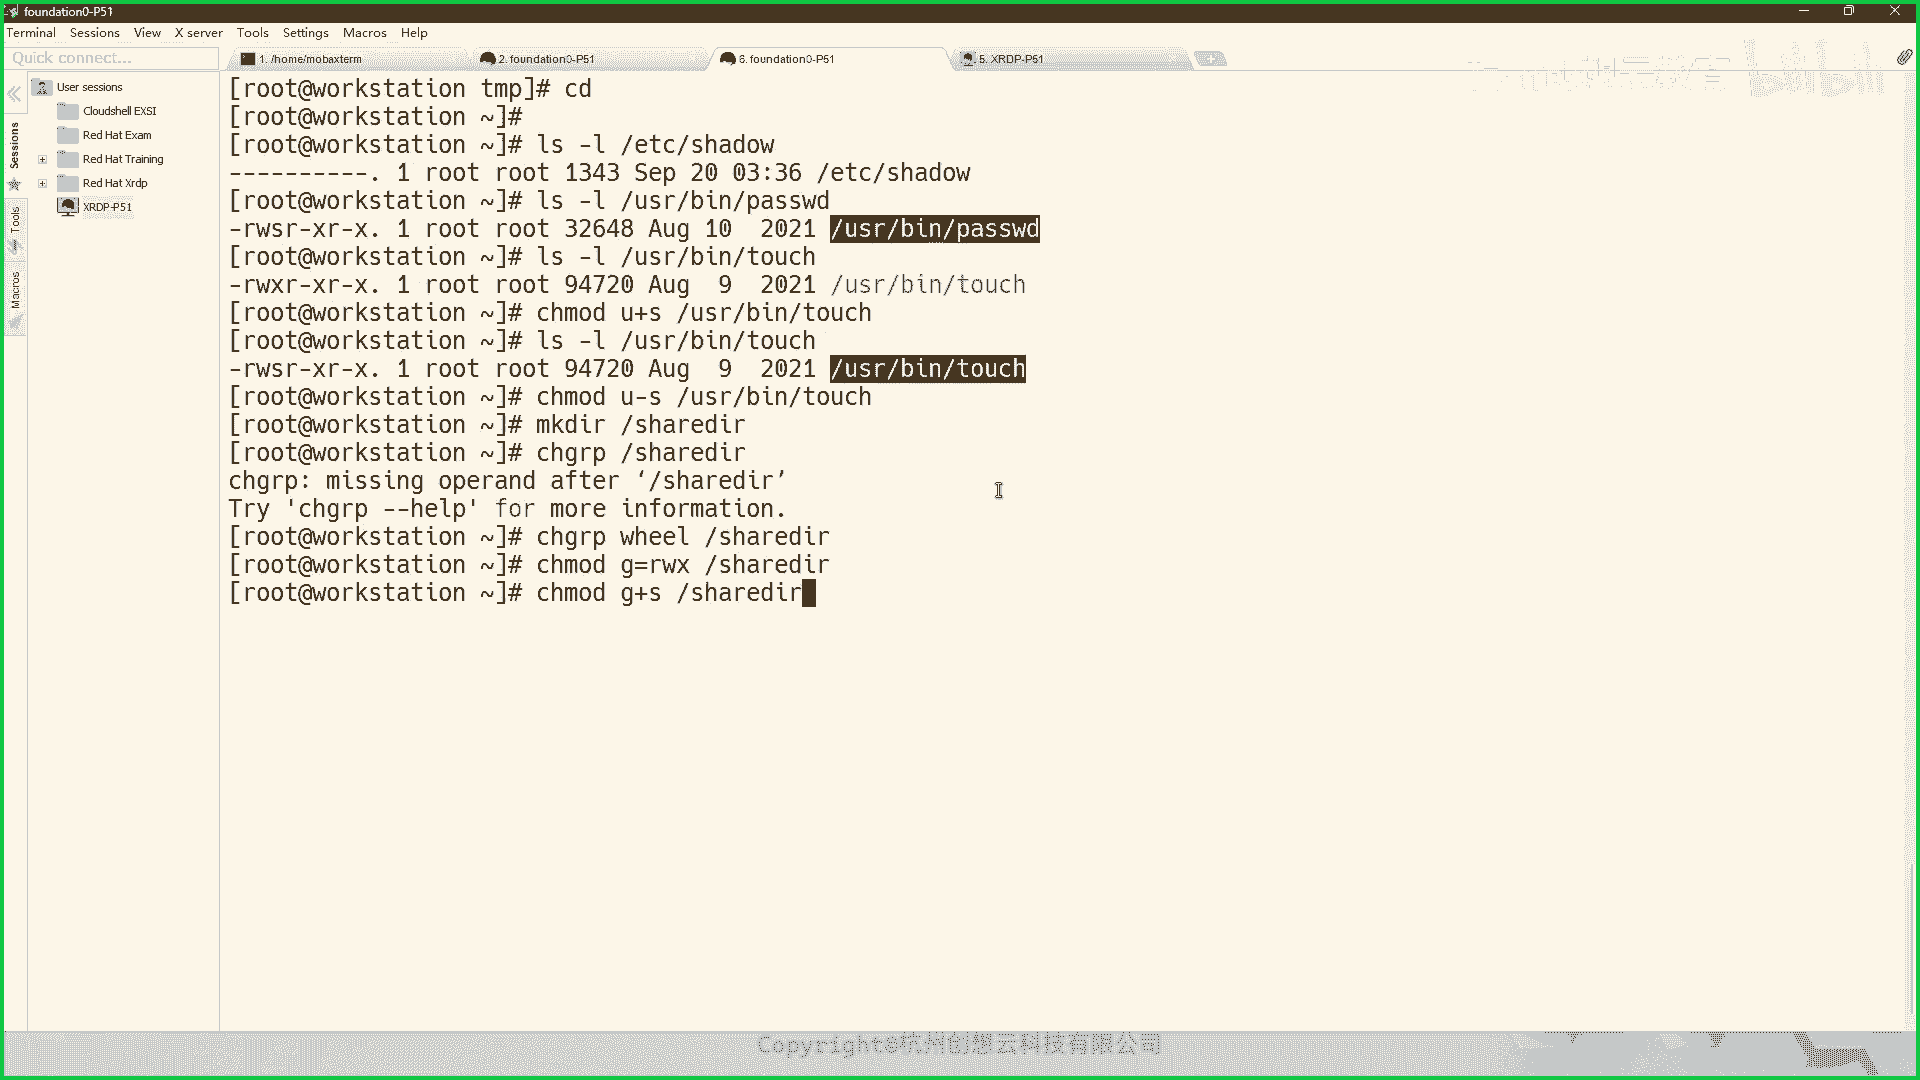 foundation0-P51
Terminal Sessions View X server Tools Settings Macros Help
Quick connect...
1. /home/mobaxterm
2. foundation0-P51
6. foundation0-P51
5. XRDP-P51
User sessions
Cloudshell EXSI
Red Hat Exam
Red Hat Training
Red Hat Xrdp
XRDP-P51
Sessions
Tools
Macros
[root@workstation tmp]# cd
[root@workstation ~]#
[root@workstation ~]# ls -l /etc/shadow
----------. 1 root root 1343 Sep 20 03:36 /etc/shadow
[root@workstation ~]# ls -l /usr/bin/passwd
-rwsr-xr-x. 1 root root 32648 Aug 10  2021 /usr/bin/passwd
[root@workstation ~]# ls -l /usr/bin/touch
-rwxr-xr-x. 1 root root 94720 Aug  9  2021 /usr/bin/touch
[root@workstation ~]# chmod u+s /usr/bin/touch
[root@workstation ~]# ls -l /usr/bin/touch
-rwsr-xr-x. 1 root root 94720 Aug  9  2021 /usr/bin/touch
[root@workstation ~]# chmod u-s /usr/bin/touch
[root@workstation ~]# mkdir /sharedir
[root@workstation ~]# chgrp /sharedir
chgrp: missing operand after ‘/sharedir’
Try 'chgrp --help' for more information.
[root@workstation ~]# chgrp wheel /sharedir
[root@workstation ~]# chmod g=rwx /sharedir
[root@workstation ~]# chmod g+s /sharedir
Copyright©杭州创想云科技有限公司
bilibili